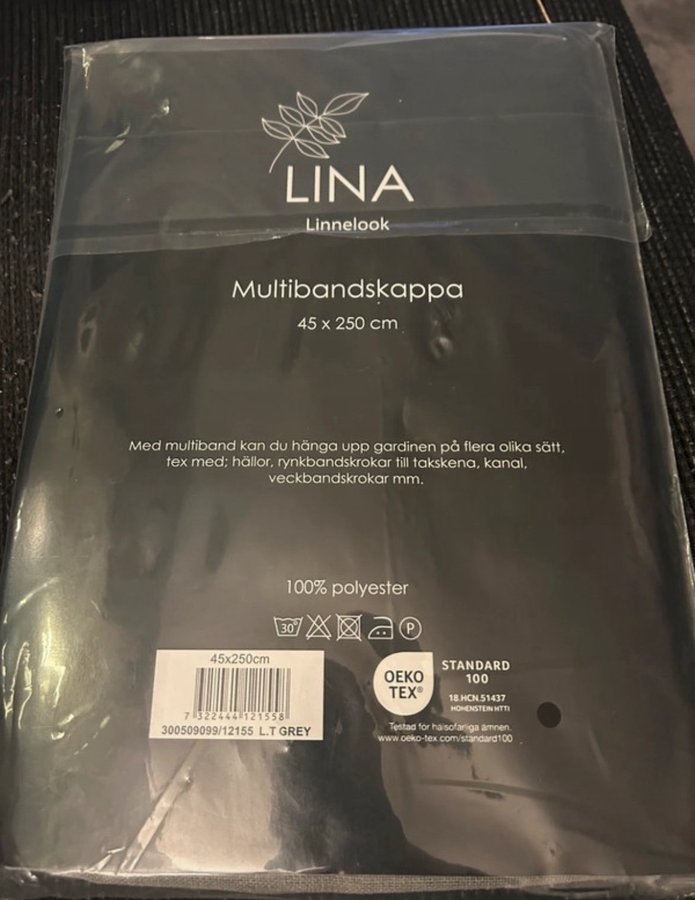 LINA
Linnelook
Multibandskappa
45 x 250 cm
Med multiband kan du hänga upp gardinen på flera olika sätt,
tex med; hällor, rynkbandskrokar till takskena, kanal,
veckbandskrokar mm.
100% polyester
30°
P
45x250cm
7 322444 121558
300509099/12155 L.T GREY
OEKO
TEX®
STANDARD
100
18.HCN.51437
HOHENSTEIN HTTI
Testad för hälsofarliga ämnen.
www.oeko-tex.com/standard100